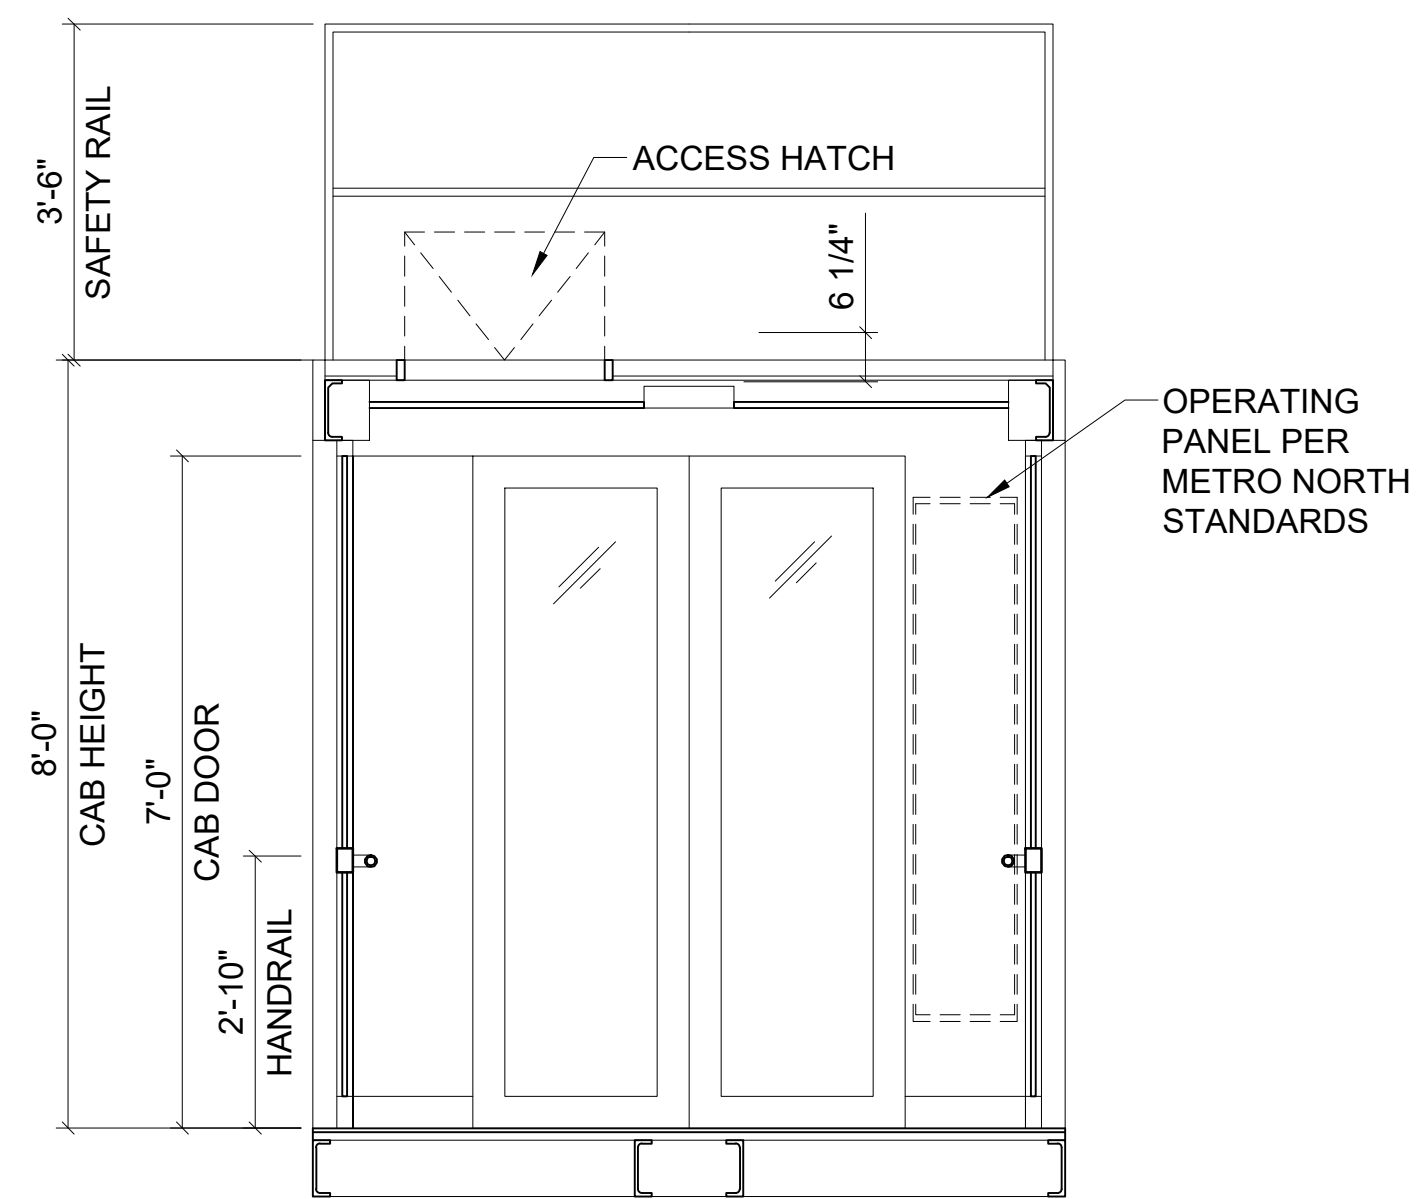 3'-6"
SAFETY RAIL
ACCESS HATCH
6 1/4"
OPERATING
PANEL PER
METRO NORTH
STANDARDS
8'-0"
CAB HEIGHT
7'-0"
CAB DOOR
2'-10"
HANDRAIL